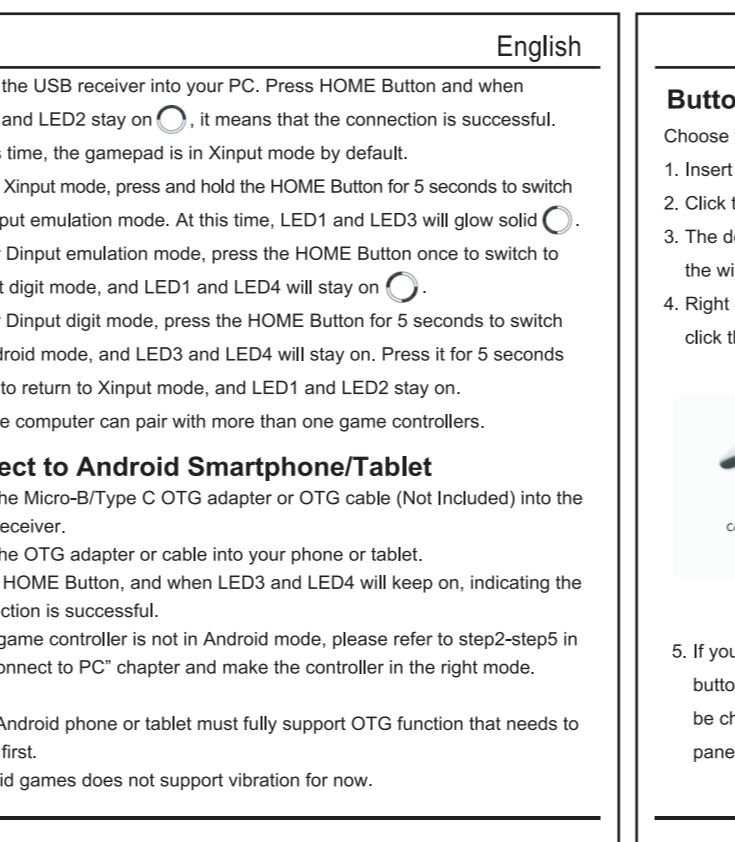 English
the USB receiver into your PC. Press HOME Button and when
and LED2 stay on , it means that the connection is successful.
time, the gamepad is in Xinput mode by default.
Xinput mode, press and hold the HOME Button for 5 seconds to switch
put emulation mode. At this time, LED1 and LED3 will glow solid .
Dinput emulation mode, press the HOME Button once to switch to
digit mode, and LED1 and LED4 will stay on .
Dinput digit mode, press the HOME Button for 5 seconds to switch
droid mode, and LED3 and LED4 will stay on. Press it for 5 seconds
to return to Xinput mode, and LED1 and LED2 stay on.
e computer can pair with more than one game controllers.
ect to Android Smartphone/Tablet
he Micro-B/Type C OTG adapter or OTG cable (Not Included) into the
eceiver.
he OTG adapter or cable into your phone or tablet.
HOME Button, and when LED3 and LED4 will keep on, indicating the
ction is successful.
game controller is not in Android mode, please refer to step2-step5 in
onnect to PC” chapter and make the controller in the right mode.
Android phone or tablet must fully support OTG function that needs to
first.
id games does not support vibration for now.
Butto
Choose
1. Insert
2. Click t
3. The d
the wi
4. Right
click t
5. If you
butto
be ch
pane